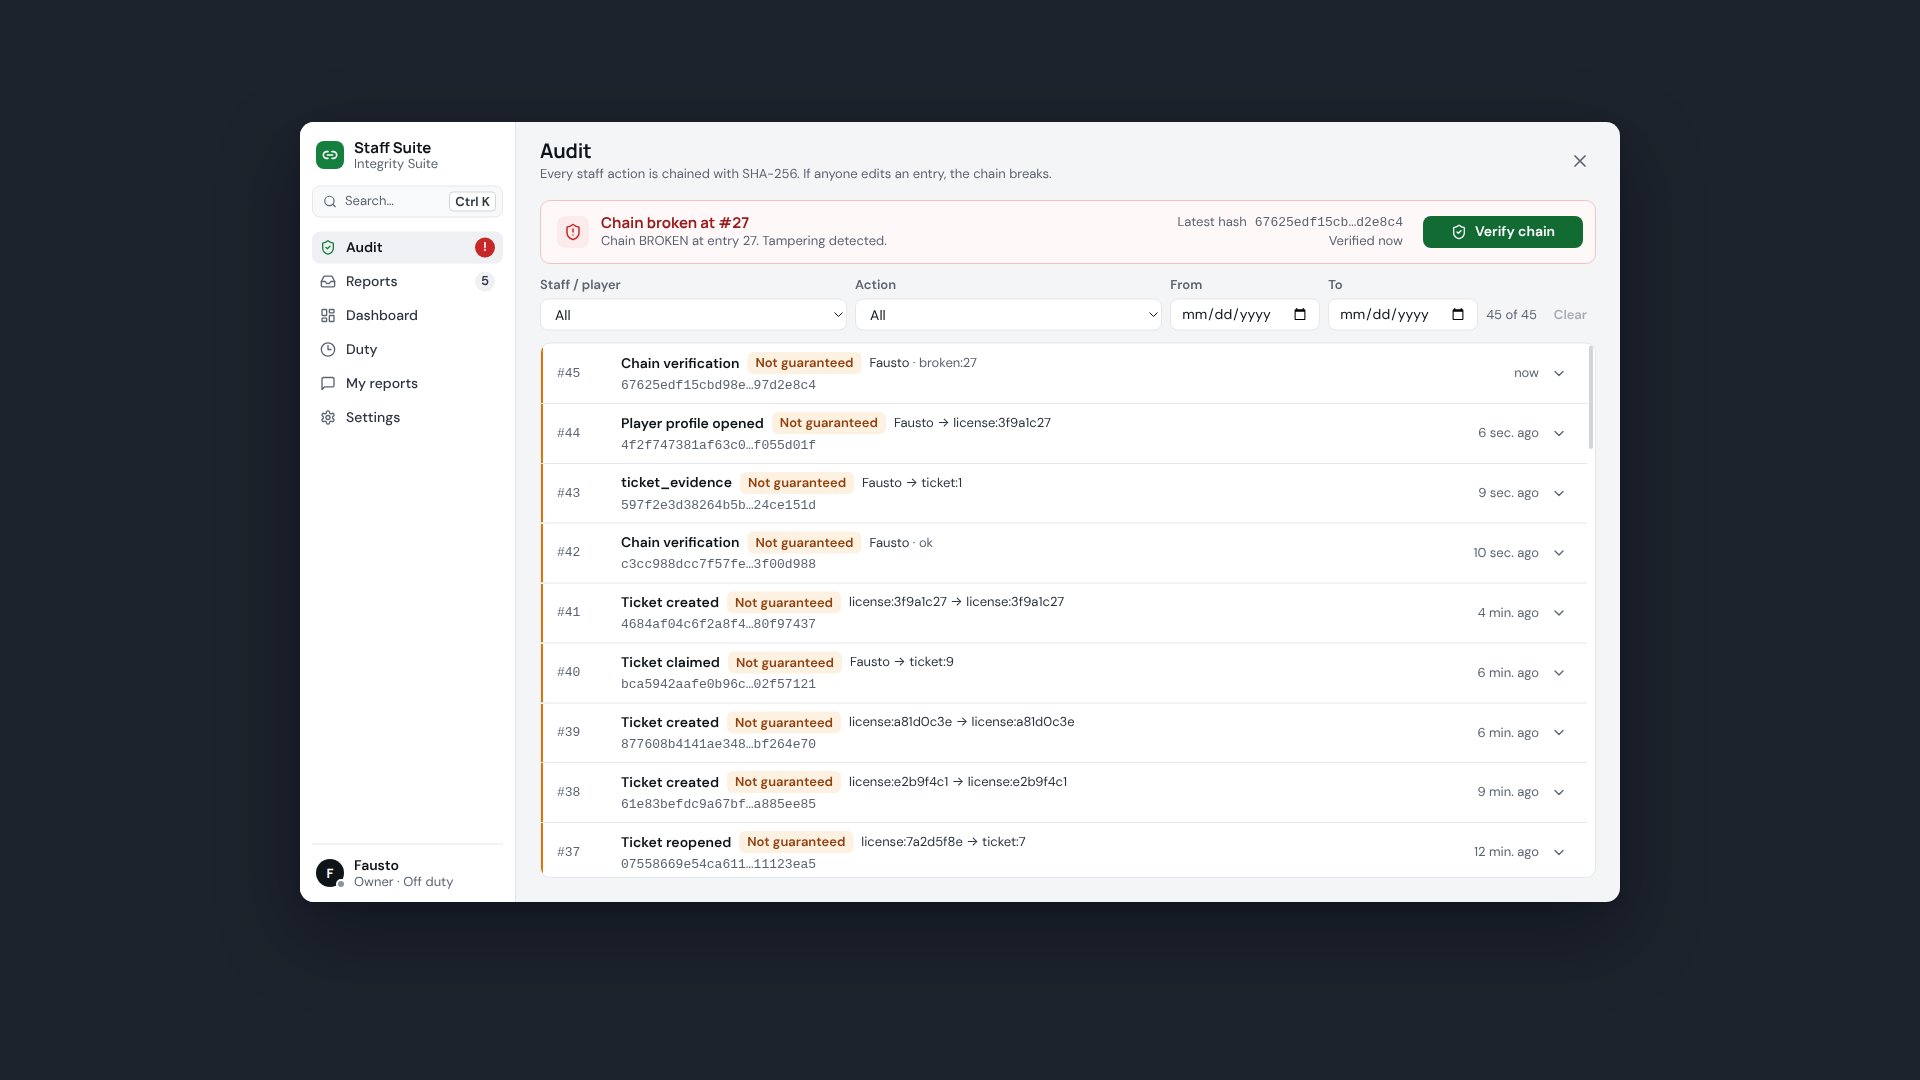 Staff Suite
Integrity Suite
Search...
Ctrl K
Audit
!
Reports
5
Dashboard
Duty
My reports
Settings
F
Fausto
Owner · Off duty
Audit
Every staff action is chained with SHA-256. If anyone edits an entry, the chain breaks.
Chain broken at #27
Chain BROKEN at entry 27. Tampering detected.
Latest hash 67625edf15cb…d2e8c4
Verified now
Verify chain
Staff / player
Action
From
To
All
All
mm/dd/yyyy
mm/dd/yyyy
45 of 45
Clear
#45
Chain verification Not guaranteed Fausto · broken:27
67625edf15cbd98e…97d2e8c4
now
#44
Player profile opened Not guaranteed Fausto → license:3f9a1c27
4f2f747381af63c0…f055d01f
6 sec. ago
#43
ticket_evidence Not guaranteed Fausto → ticket:1
597f2e3d38264b5b…24ce151d
9 sec. ago
#42
Chain verification Not guaranteed Fausto · ok
c3cc988dcc7f57fe…3f00d988
10 sec. ago
#41
Ticket created Not guaranteed license:3f9a1c27 → license:3f9a1c27
4684af04c6f2a8f4…80f97437
4 min. ago
#40
Ticket claimed Not guaranteed Fausto → ticket:9
bca5942aafe0b96c…02f57121
6 min. ago
#39
Ticket created Not guaranteed license:a81d0c3e → license:a81d0c3e
877608b4141ae348…bf264e70
6 min. ago
#38
Ticket created Not guaranteed license:e2b9f4c1 → license:e2b9f4c1
61e83befdc9a67bf…a885ee85
9 min. ago
#37
Ticket reopened Not guaranteed license:7a2d5f8e → ticket:7
07558669e54ca611…11123ea5
12 min. ago